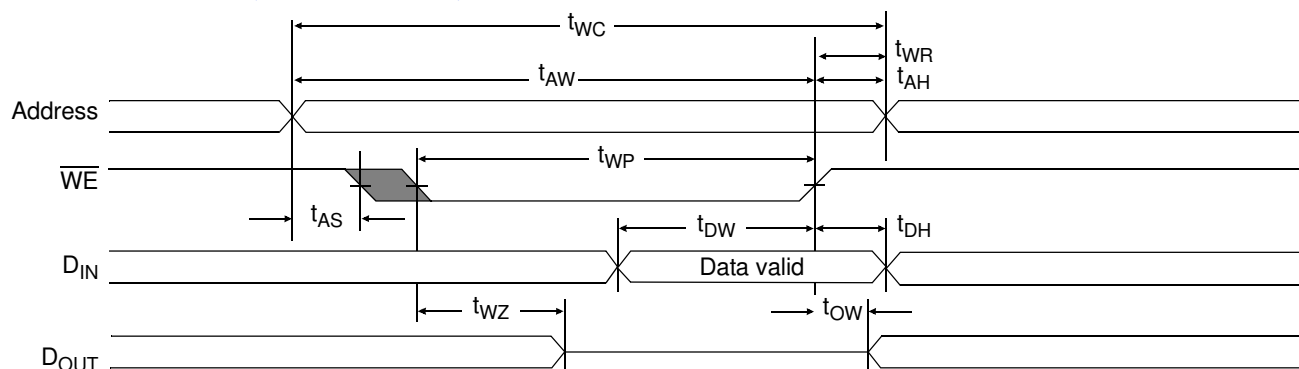 tWC
tWR
tAW
tAH
Address
tWP
WE
tAS
tDW
tDH
DIN
Data valid
tWZ
tOW
DOUT